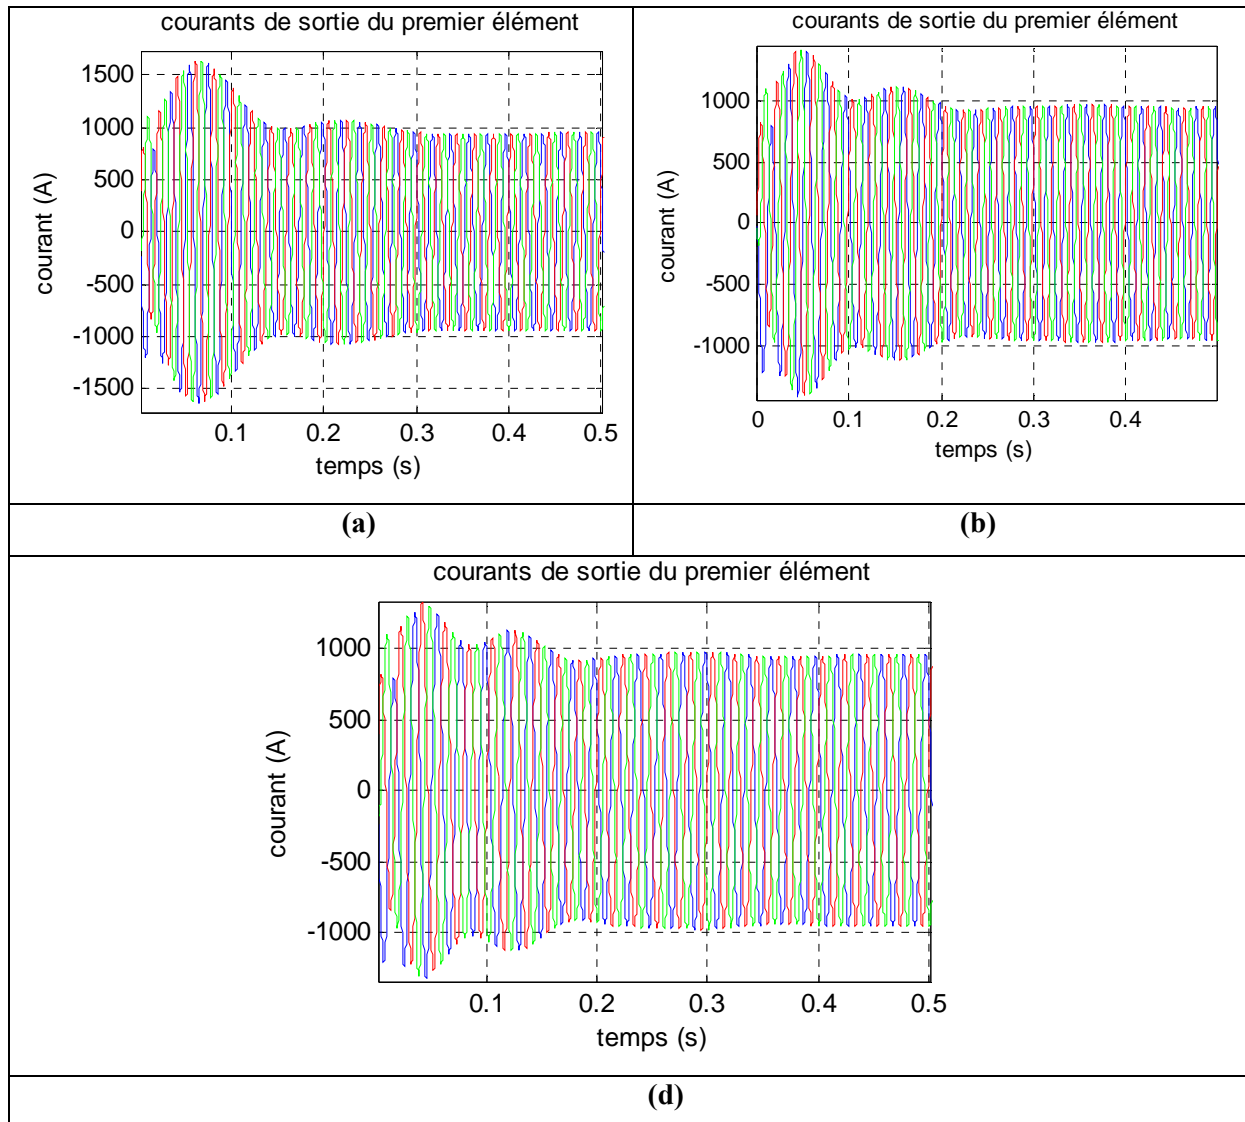 courants de sortie du premier élément
1500
1000
500
0
-500
-1000
-1500
courant (A)
0.1 0.2 0.3 0.4 0.5
temps (s)
courants de sortie du premier élément
1000
500
0
-500
-1000
courant (A)
0 0.1 0.2 0.3 0.4
temps (s)
(a)
(b)
courants de sortie du premier élément
1000
500
0
-500
-1000
courant (A)
0.1 0.2 0.3 0.4 0.5
temps (s)
(d)